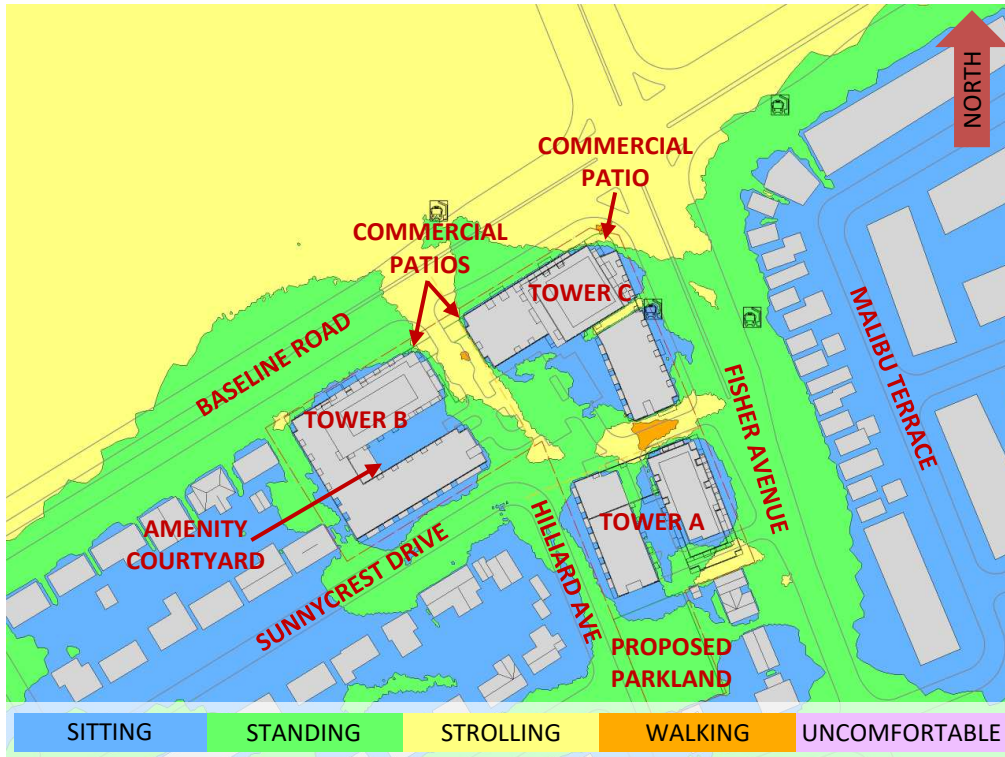 NORTH
COMMERCIAL
PATIO
COMMERCIAL
PATIOS
TOWER C
BASELINE ROAD
MALIBU TERRACE
FISHER AVENUE
TOWER B
AMENITY
COURTYARD
TOWER A
SUNNYCREST DRIVE
HILLIARD AVE
PROPOSED
PARKLAND
SITTING
STANDING
STROLLING
WALKING
UNCOMFORTABLE